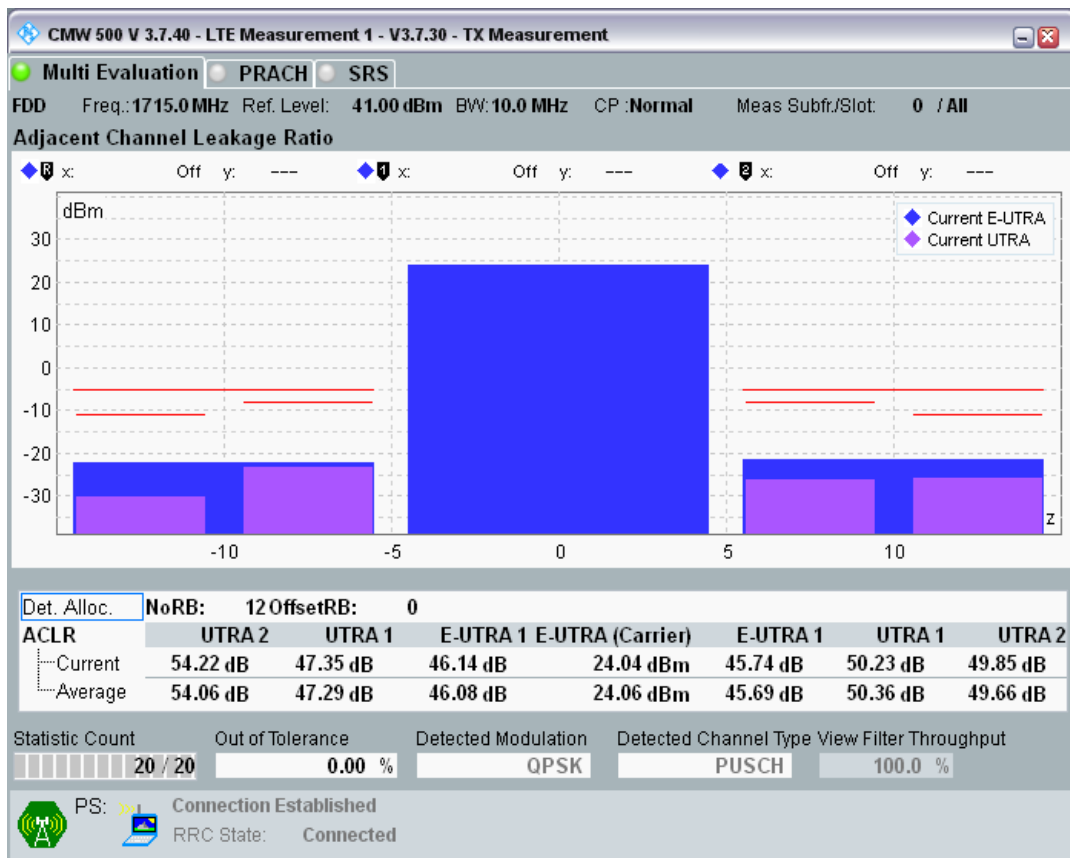 CMW 500 V 3.7.40 - LTE Measurement 1 - V3.7.30 - TX Measurement
Multi Evaluation PRACH SRS
FDD Freq.: 1715.0 MHz Ref. Level: 41.00 dBm BW: 10.0 MHz CP :Normal Meas Subfr./Slot: 0 / All
Adjacent Channel Leakage Ratio
R x: Off y: --- 1 x: Off y: --- 2 x: Off y: ---
dBm
Current E-UTRA
Current UTRA
30
20
10
0
-10
-20
-30
z
-10 -5 0 5 10
Det. Alloc. NoRB: 12 OffsetRB: 0
ACLR UTRA 2 UTRA 1 E-UTRA 1 E-UTRA (Carrier) E-UTRA 1 UTRA 1 UTRA 2
Current 54.22 dB 47.35 dB 46.14 dB 24.04 dBm 45.74 dB 50.23 dB 49.85 dB
Average 54.06 dB 47.29 dB 46.08 dB 24.06 dBm 45.69 dB 50.36 dB 49.66 dB
Statistic Count Out of Tolerance Detected Modulation Detected Channel Type View Filter Throughput
20 / 20 0.00 % QPSK PUSCH 100.0 %
PS: Connection Established
RRC State: Connected